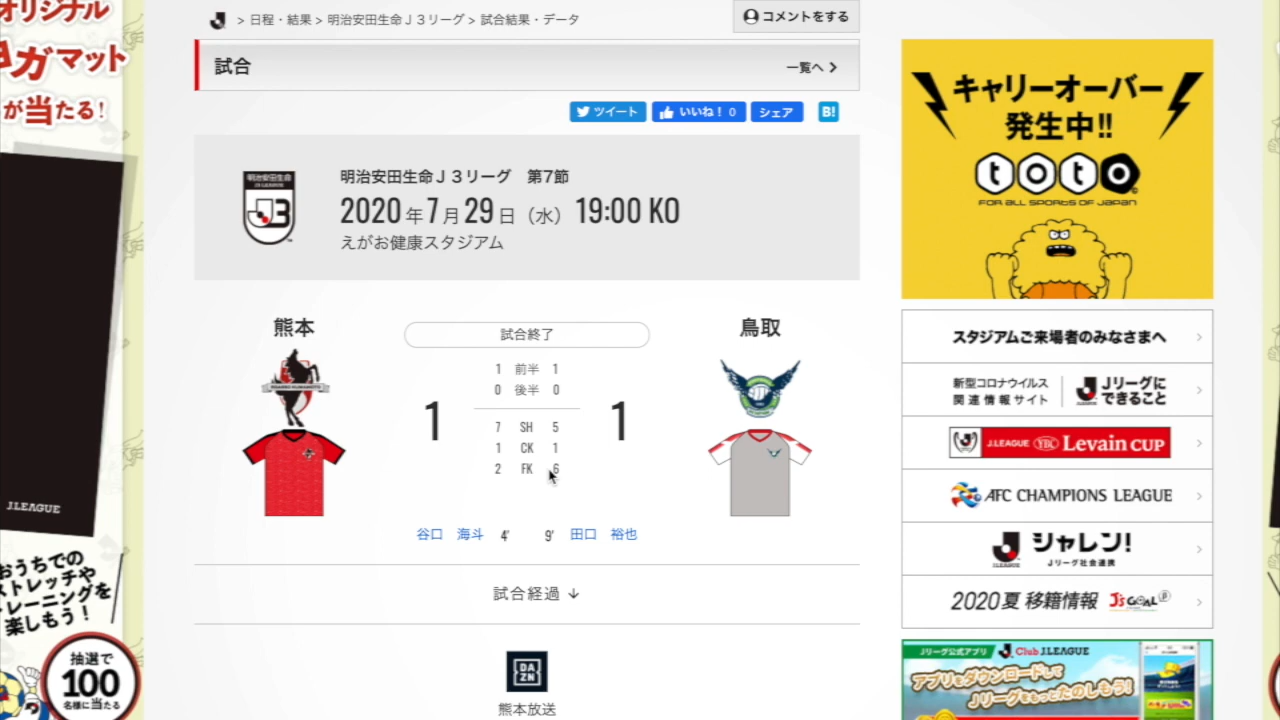 オリジナル
メガマット
が当たる!
J.LEAGUE
おうちでの
ストレッチや
トレーニングを
楽しもう！
抽選で
100
名様に当たる
> 日程・結果 > 明治安田生命Ｊ３リーグ > 試合結果・データ
コメントをする
試合
一覧へ
ツイート
いいね！ 0
シェア
B!
明治安田生命
J3
明治安田生命Ｊ３リーグ　第7節
2020年7月29日（水）19:00 KO
えがお健康スタジアム
熊本
試合終了
鳥取
1 前半 1
0 後半 0
1
1
7 SH 5
1 CK 1
2 FK 6
谷口　海斗 4'
9' 田口　裕也
試合経過 ↓
DA
ZN
熊本放送
キャリーオーバー
発生中!!
toto
FOR ALL SPORTS OF JAPAN
スタジアムご来場者のみなさまへ
新型コロナウイルス
関連情報サイト
Jリーグに
できること
J.LEAGUE YBC Levain CUP
AFC CHAMPIONS LEAGUE
シャレン!
Jリーグ社会連携
2020夏 移籍情報 J'sGOAL
Jリーグ公式アプリ Club J.LEAGUE
アプリをダウンロードして
Jリーグをもっとたのしもう!